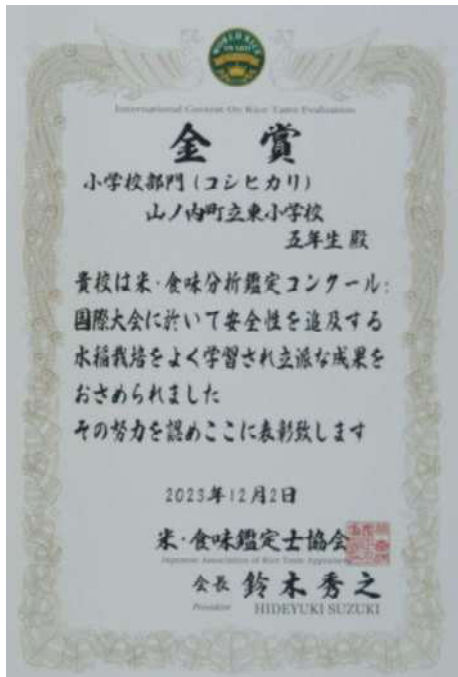 WORLD RICE
International Contest On Rice Taste Evaluation
金賞
小学校部門(コシヒカリ)
山ノ内町立東小学校
五年生 殿
貴校は米・食味分析鑑定コンクール:
国際大会に於いて安全性を追及する
水稲栽培をよく学習され立派な成果を
おさめられました
その努力を認めここに表彰致します
2023年12月2日
米・食味鑑定士協会
Japanese Association of Rice Taste Appraisers
会長 鈴木秀之
President HIDEYUKI SUZUKI